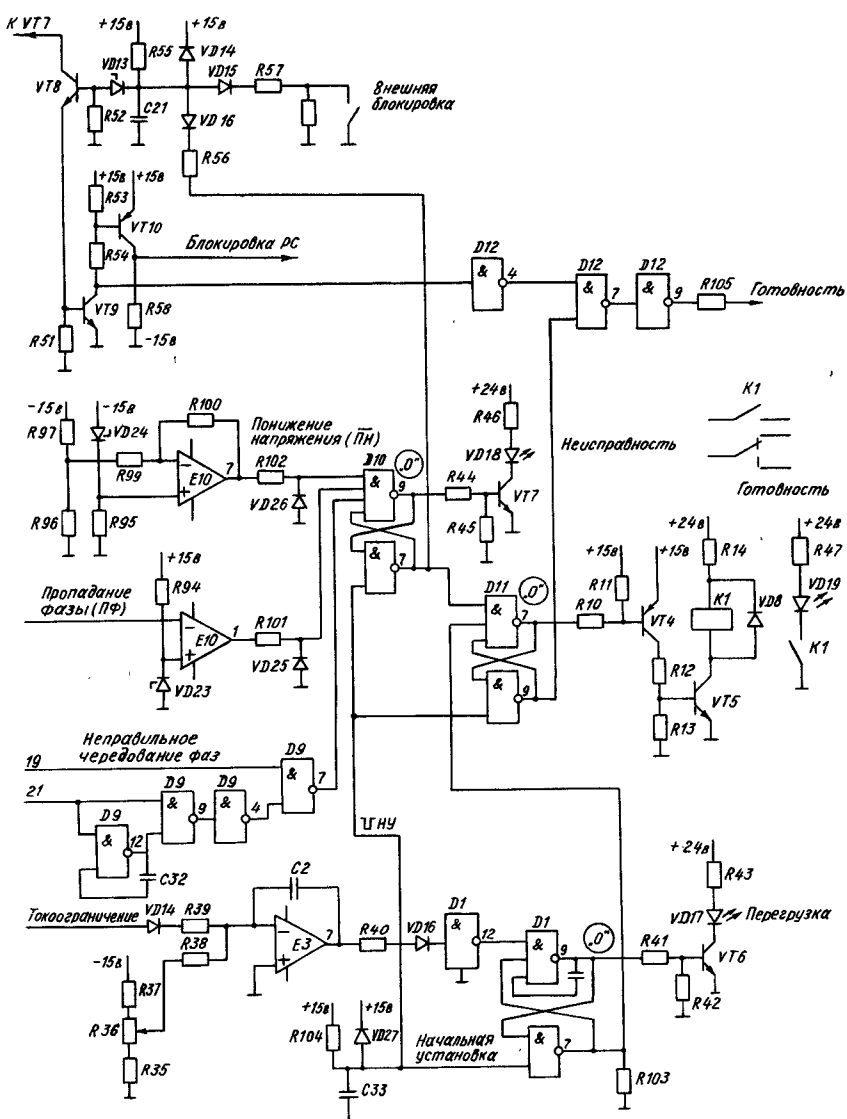 К VT7
+15в
+15в
R55
VD14
VD13
VD15
R57
VT8
R52
C21
VD16
Внешняя
блокировка
R56
+15в
+15в
R53
VT10
R54
Блокировка РС
D12
&
4
D12
&
7
D12
&
9
R105
Готовность
VT9
R58
R51
-15в
-15в
-15в
R97
VD24
R100
R99
E10
7
R96
R95
Понижение
напряжения (ПН)
R102
VD26
D10
„0“
&
9
&
7
+24в
R46
VD18
R44
VT7
R45
К1
Неисправность
Готовность
Пропадание
фазы (ПФ)
+15в
R94
E10
1
R101
VD25
VD23
D11
„0“
&
7
&
9
R10
+15в
+15в
R11
VT4
R12
R13
+24в
R14
К1
VD8
VT5
+24в
R47
VD19
К1
Неправильное
чередование фаз
19
21
D9
&
12
C32
D9
&
9
D9
&
4
D9
&
7
НУ
Токоограничение
VD14
R39
R38
C2
E3
7
R40
VD16
D1
&
12
D1
&
9
„0“
&
7
R41
+24в
R43
VD17
Перегрузка
VT6
R42
-15в
R37
R36
R35
+15в
+15в
R104
VD27
C33
Начальная
установка
R103